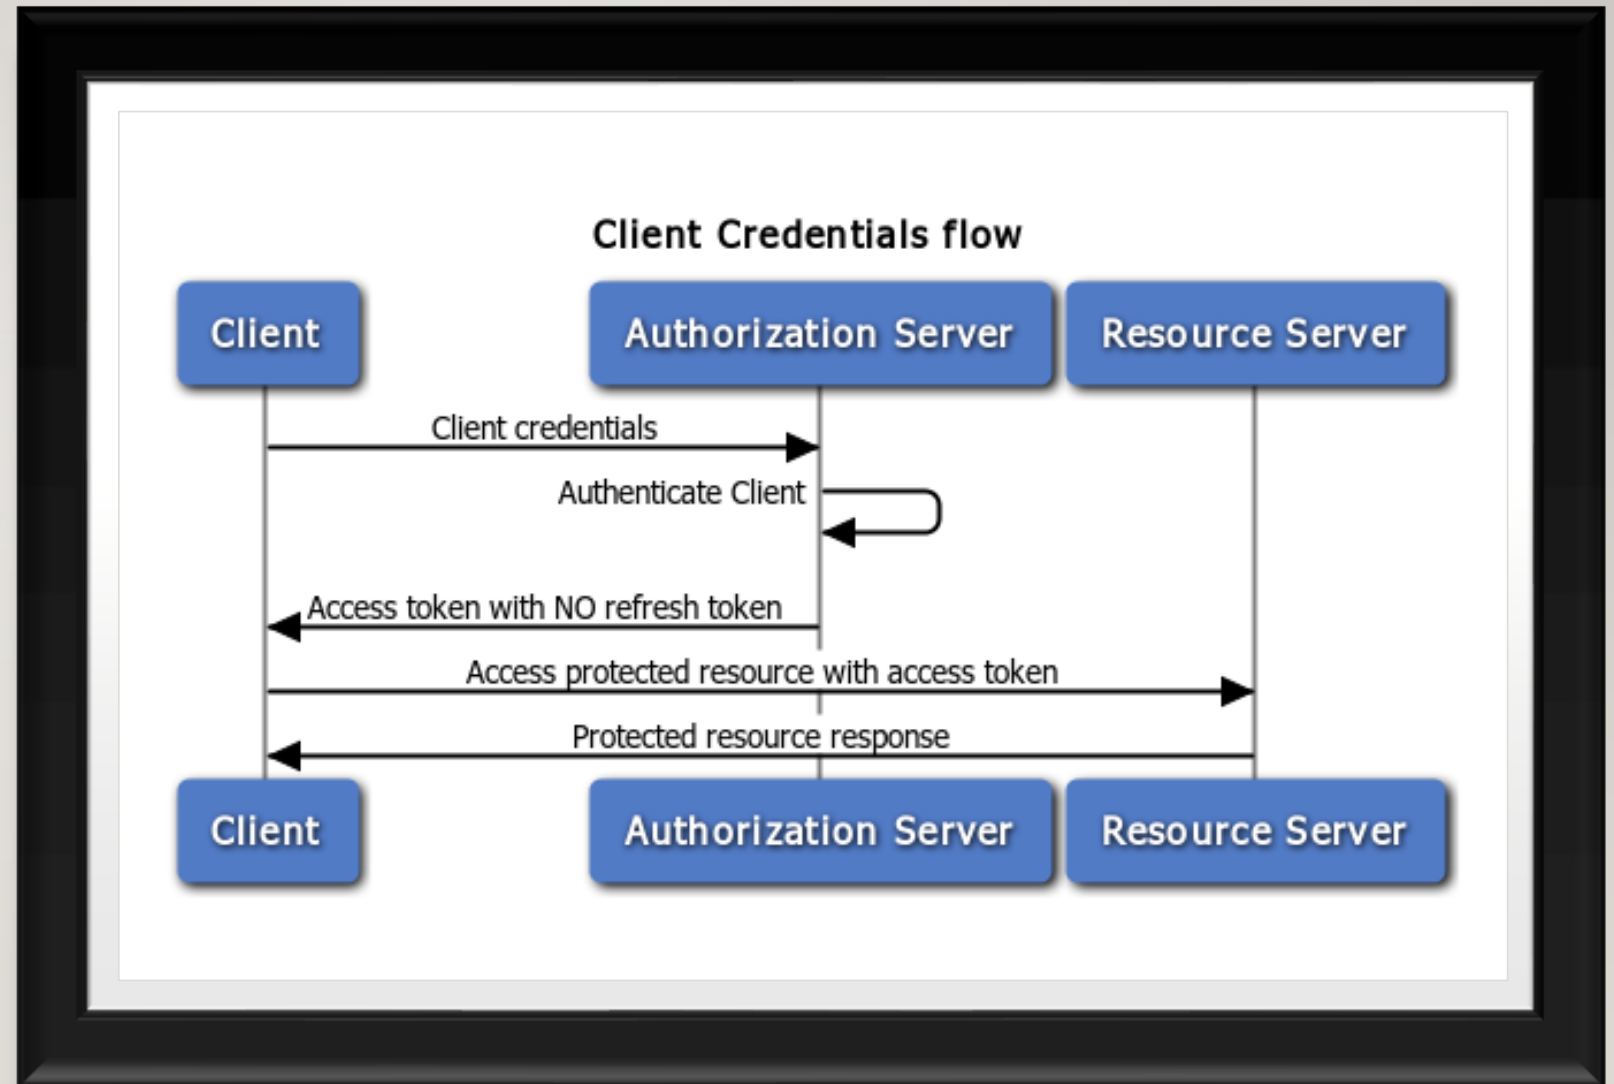 Client Credentials flow
Client
Authorization Server
Resource Server
Client credentials
Authenticate Client
Access token with NO refresh token
Access protected resource with access token
Protected resource response
Client
Authorization Server
Resource Server